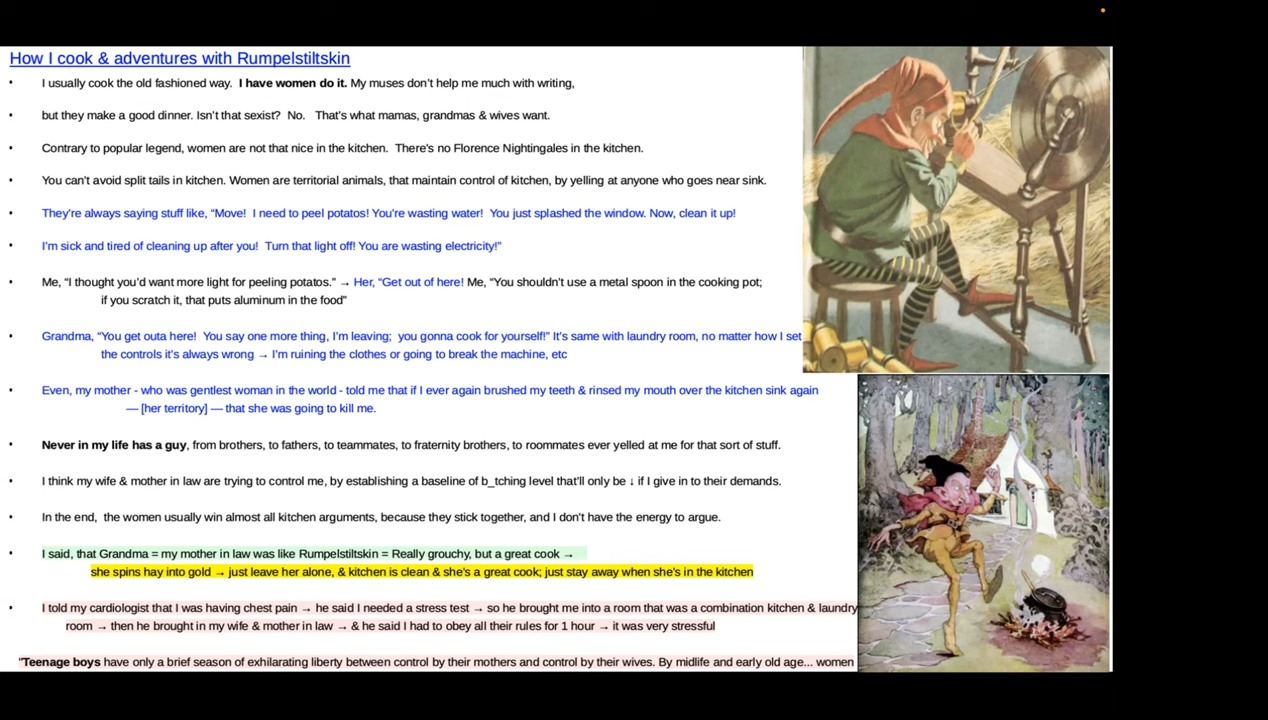 How I cook & adventures with Rumpelstiltskin
• I usually cook the old fashioned way.  I have women do it. My muses don't help me much with writing,
• but they make a good dinner. Isn't that sexist?  No.   That's what mamas, grandmas & wives want.
• Contrary to popular legend, women are not that nice in the kitchen.  There's no Florence Nightingales in the kitchen.
• You can't avoid split tails in kitchen. Women are territorial animals, that maintain control of kitchen, by yelling at anyone who goes near sink.
• They're always saying stuff like, "Move!  I need to peel potatos! You're wasting water!  You just splashed the window. Now, clean it up!
• I'm sick and tired of cleaning up after you!  Turn that light off! You are wasting electricity!"
• Me, "I thought you'd want more light for peeling potatos." → Her, "Get out of here! Me, "You shouldn't use a metal spoon in the cooking pot;
if you scratch it, that puts aluminum in the food"
• Grandma, "You get outa here!  You say one more thing, I'm leaving;  you gonna cook for yourself!" It's same with laundry room, no matter how I set
the controls it's always wrong → I'm ruining the clothes or going to break the machine, etc
• Even, my mother - who was gentlest woman in the world - told me that if I ever again brushed my teeth & rinsed my mouth over the kitchen sink again
— [her territory] — that she was going to kill me.
• Never in my life has a guy, from brothers, to fathers, to teammates, to fraternity brothers, to roommates ever yelled at me for that sort of stuff.
• I think my wife & mother in law are trying to control me, by establishing a baseline of b_tching level that'll only be ↓ if I give in to their demands.
• In the end,  the women usually win almost all kitchen arguments, because they stick together, and I don't have the energy to argue.
• I said, that Grandma = my mother in law was like Rumpelstiltskin = Really grouchy, but a great cook →
she spins hay into gold → just leave her alone, & kitchen is clean & she's a great cook; just stay away when she's in the kitchen
• I told my cardiologist that I was having chest pain → he said I needed a stress test → so he brought me into a room that was a combination kitchen & laundry
room → then he brought in my wife & mother in law → & he said I had to obey all their rules for 1 hour → it was very stressful
"Teenage boys have only a brief season of exhilarating liberty between control by their mothers and control by their wives. By midlife and early old age... women